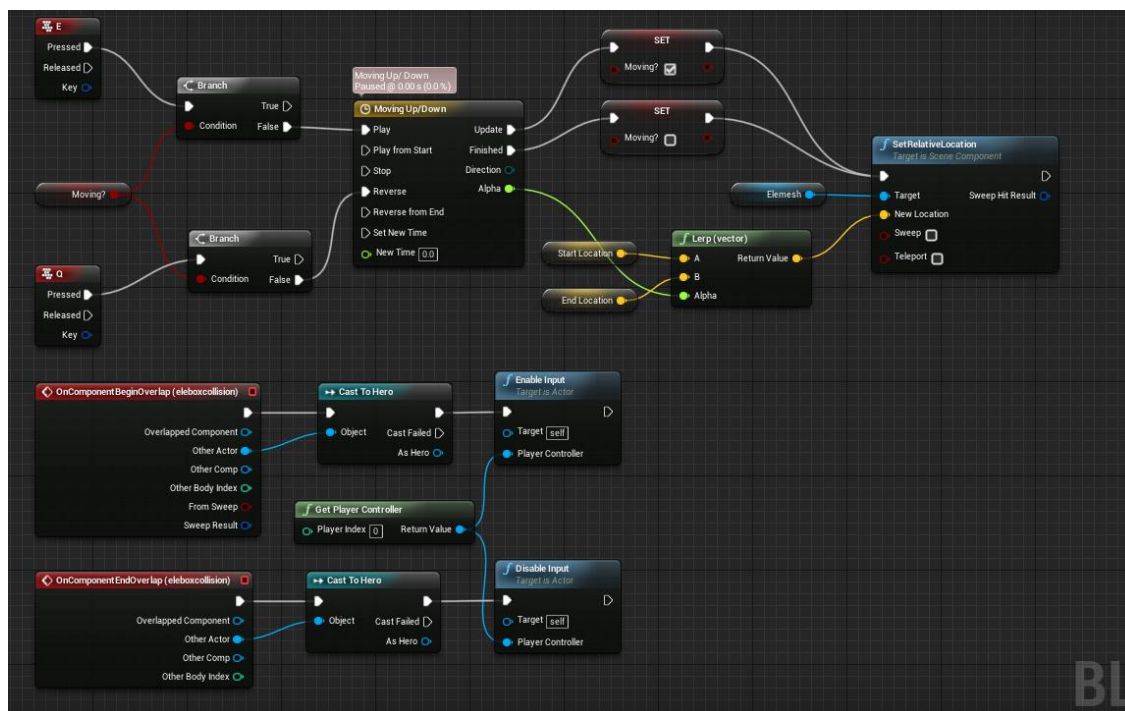 E
Pressed
Released
Key
Branch
True
Condition
False
Moving?
Branch
True
Condition
False
Q
Pressed
Released
Key
Moving Up/ Down
Paused @ 0.00 s (0.0 %)
Moving Up/Down
Play
Update
Play from Start
Finished
Stop
Direction
Reverse
Alpha
Reverse from End
Set New Time
New Time 0.0
SET
Moving?
SET
Moving?
Elemesh
Start Location
End Location
Lerp (vector)
A
Return Value
B
Alpha
SetRelativeLocation
Target is Scene Component
Target
Sweep Hit Result
New Location
Sweep
Teleport
OnComponentBeginOverlap (eleboxcollision)
Overlapped Component
Other Actor
Other Comp
Other Body Index
From Sweep
Sweep Result
Cast To Hero
Object
Cast Failed
As Hero
Enable Input
Target is Actor
Target self
Player Controller
Get Player Controller
Player Index 0
Return Value
OnComponentEndOverlap (eleboxcollision)
Overlapped Component
Other Actor
Other Comp
Other Body Index
Cast To Hero
Object
Cast Failed
As Hero
Disable Input
Target is Actor
Target self
Player Controller
BL